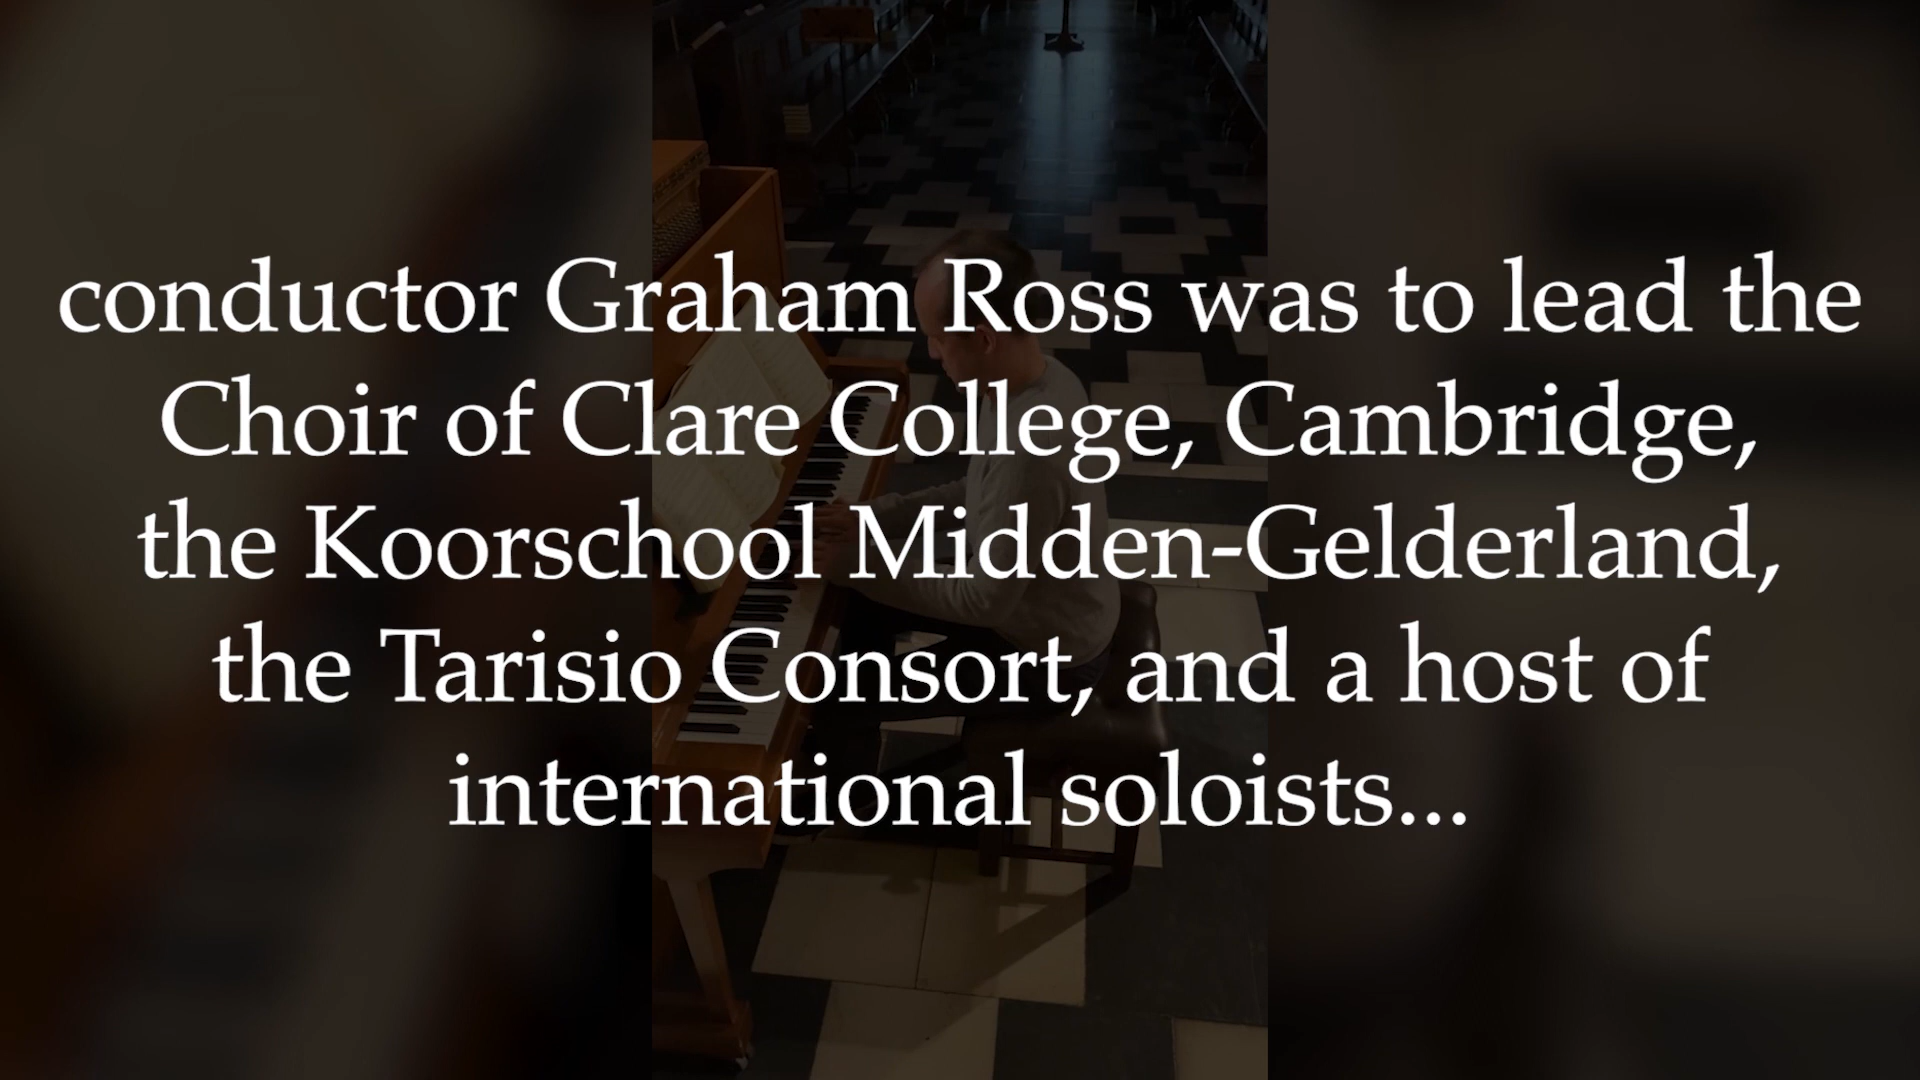 conductor Graham Ross was to lead the
Choir of Clare College, Cambridge,
the Koorschool Midden-Gelderland,
the Tarisio Consort, and a host of
international soloists...